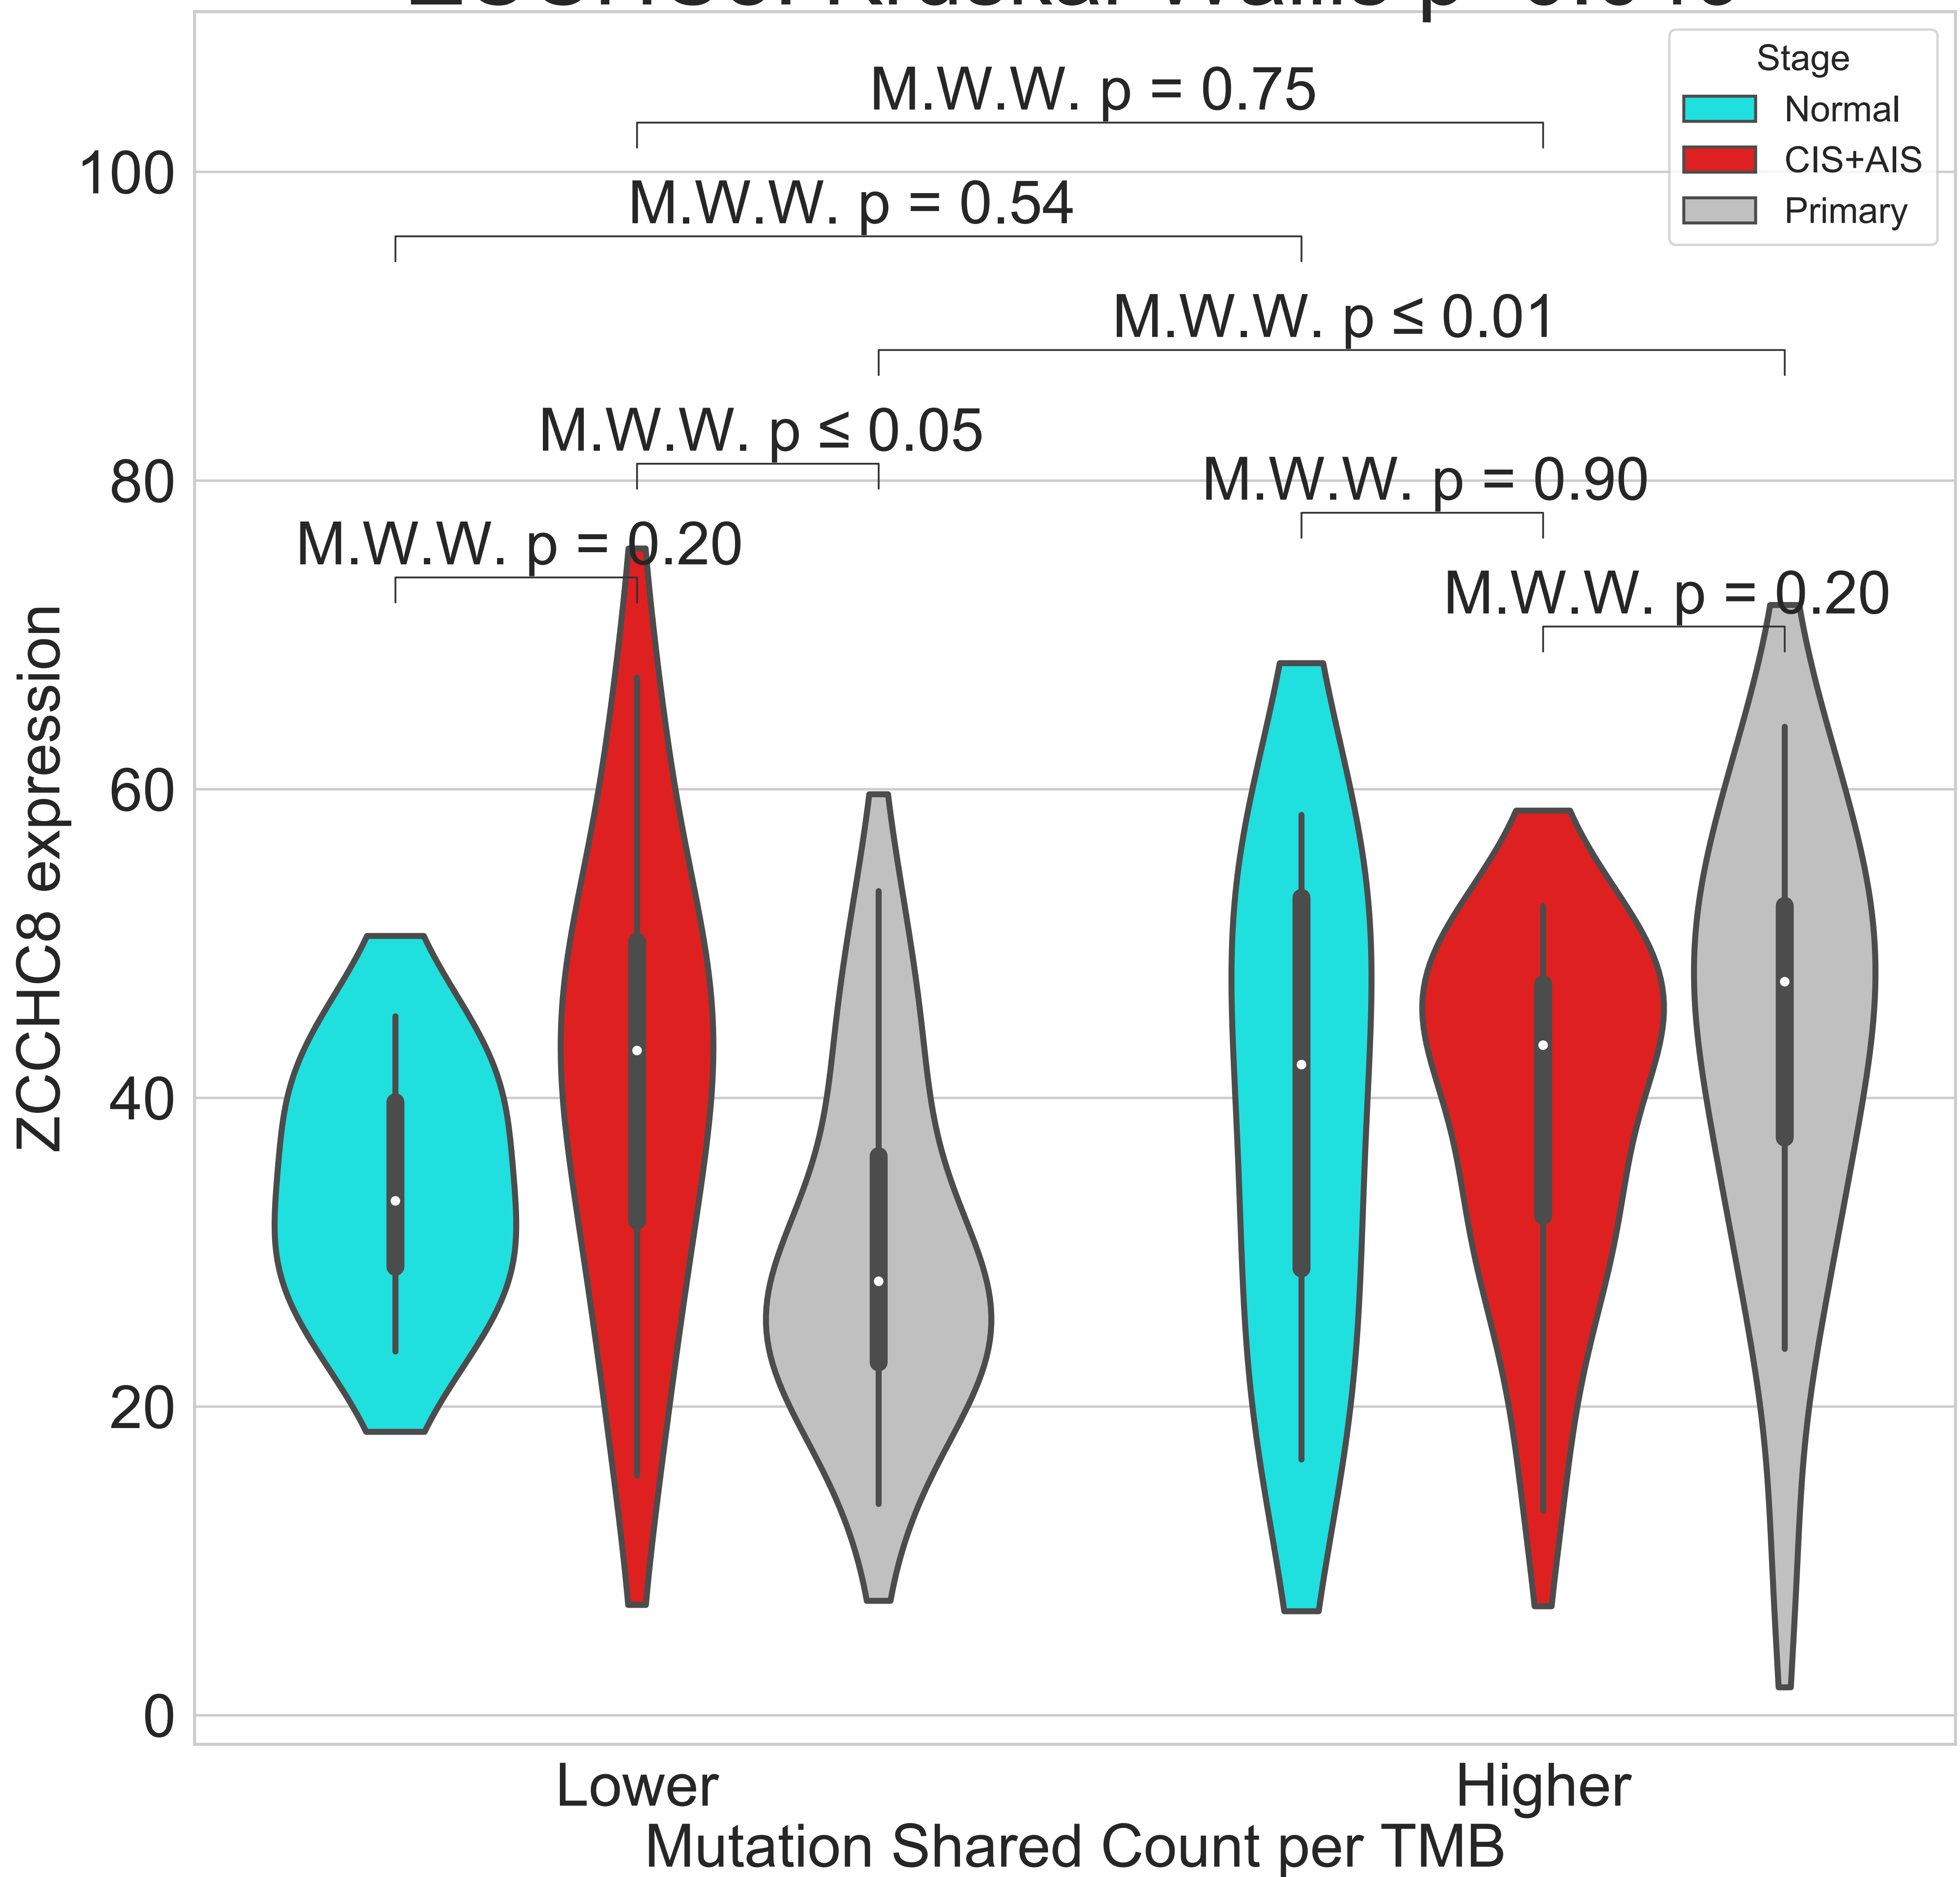 M.W.W. p = 0.75
M.W.W. p = 0.54
M.W.W. p ≤ 0.01
M.W.W. p ≤ 0.05
M.W.W. p = 0.90
M.W.W. p = 0.20
M.W.W. p = 0.20
Stage
Normal
CIS+AIS
Primary
ZCCHC8 expression
100
80
60
40
20
0
Lower
Higher
Mutation Shared Count per TMB